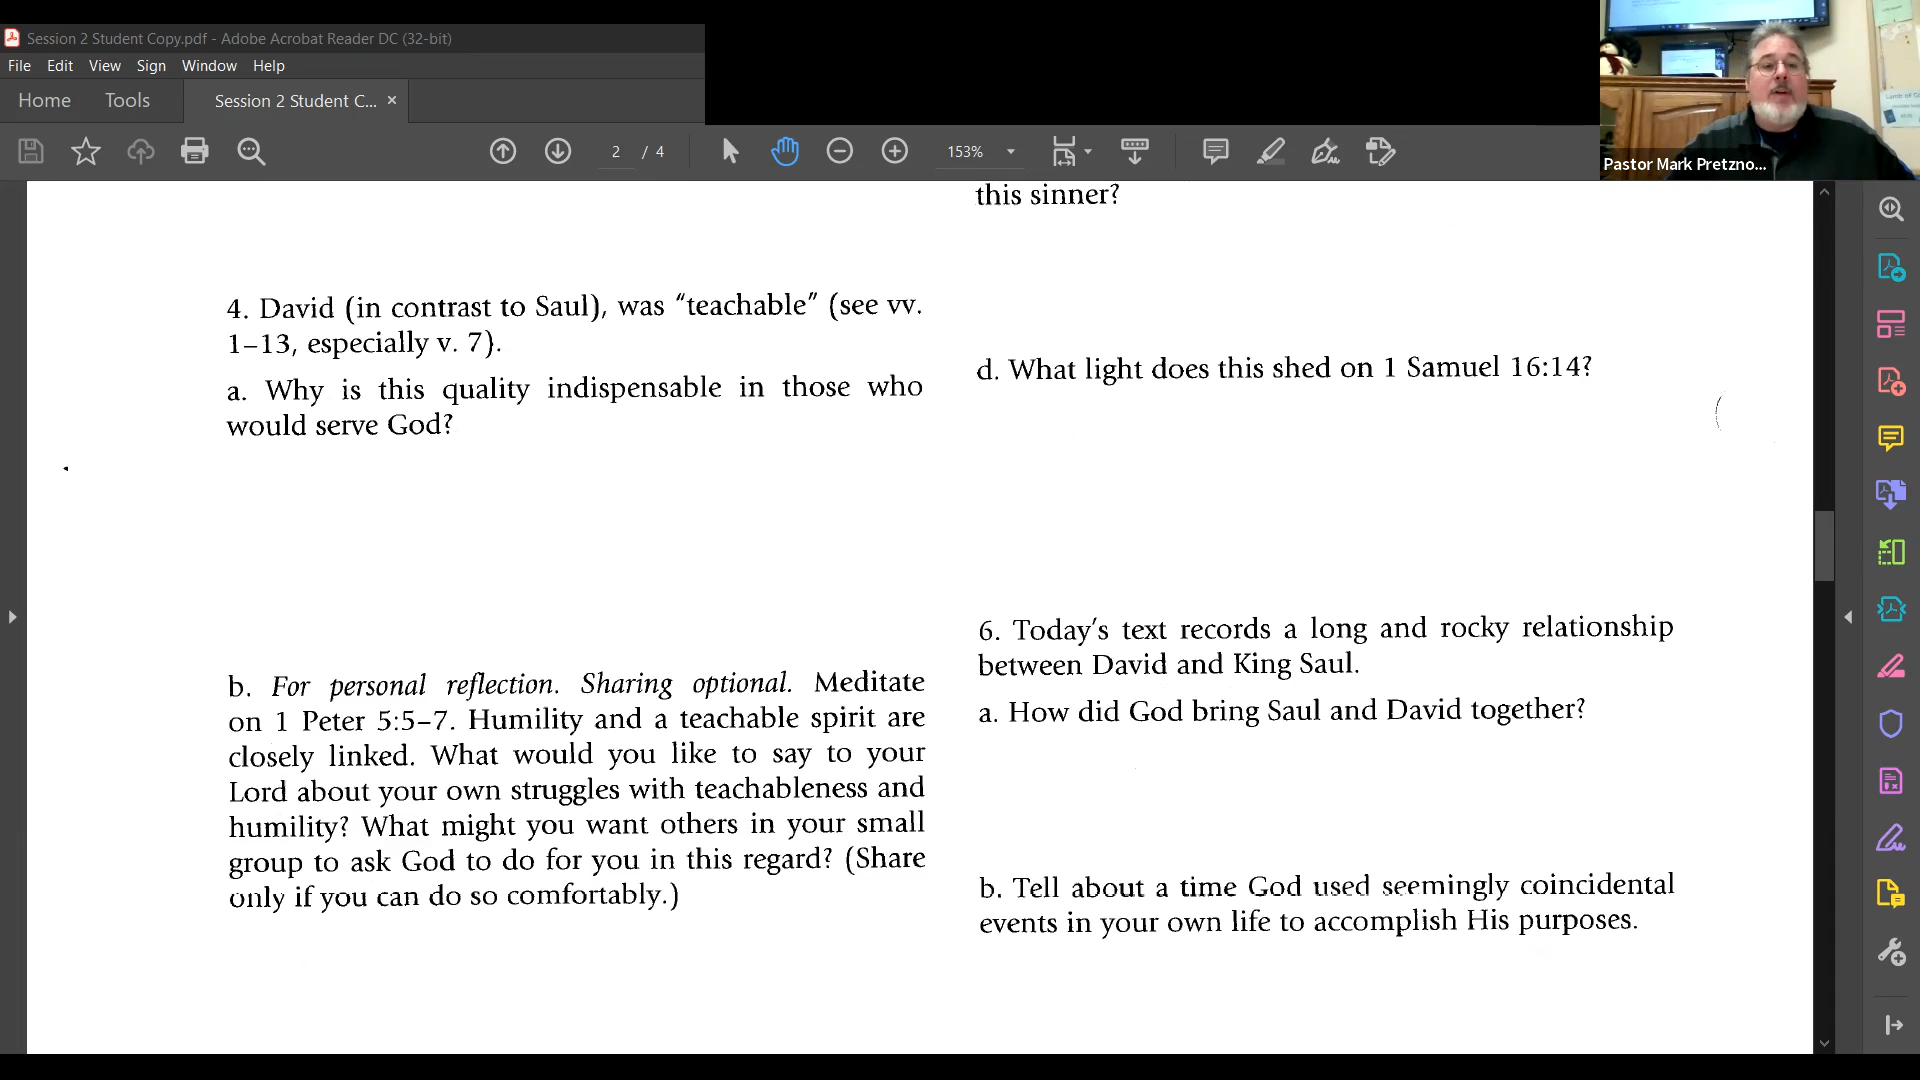 Session 2 Student Copy.pdf - Adobe Acrobat Reader DC (32-bit)
File Edit View Sign Window Help
Home Tools Session 2 Student C... ×
2 / 4 153%
Pastor Mark Pretzno...
4. David (in contrast to Saul), was “teachable” (see vv.
1–13, especially v. 7).
a. Why is this quality indispensable in those who
would serve God?
b. For personal reflection. Sharing optional. Meditate
on 1 Peter 5:5–7. Humility and a teachable spirit are
closely linked. What would you like to say to your
Lord about your own struggles with teachableness and
humility? What might you want others in your small
group to ask God to do for you in this regard? (Share
only if you can do so comfortably.)
this sinner?
d. What light does this shed on 1 Samuel 16:14?
6. Today’s text records a long and rocky relationship
between David and King Saul.
a. How did God bring Saul and David together?
b. Tell about a time God used seemingly coincidental
events in your own life to accomplish His purposes.